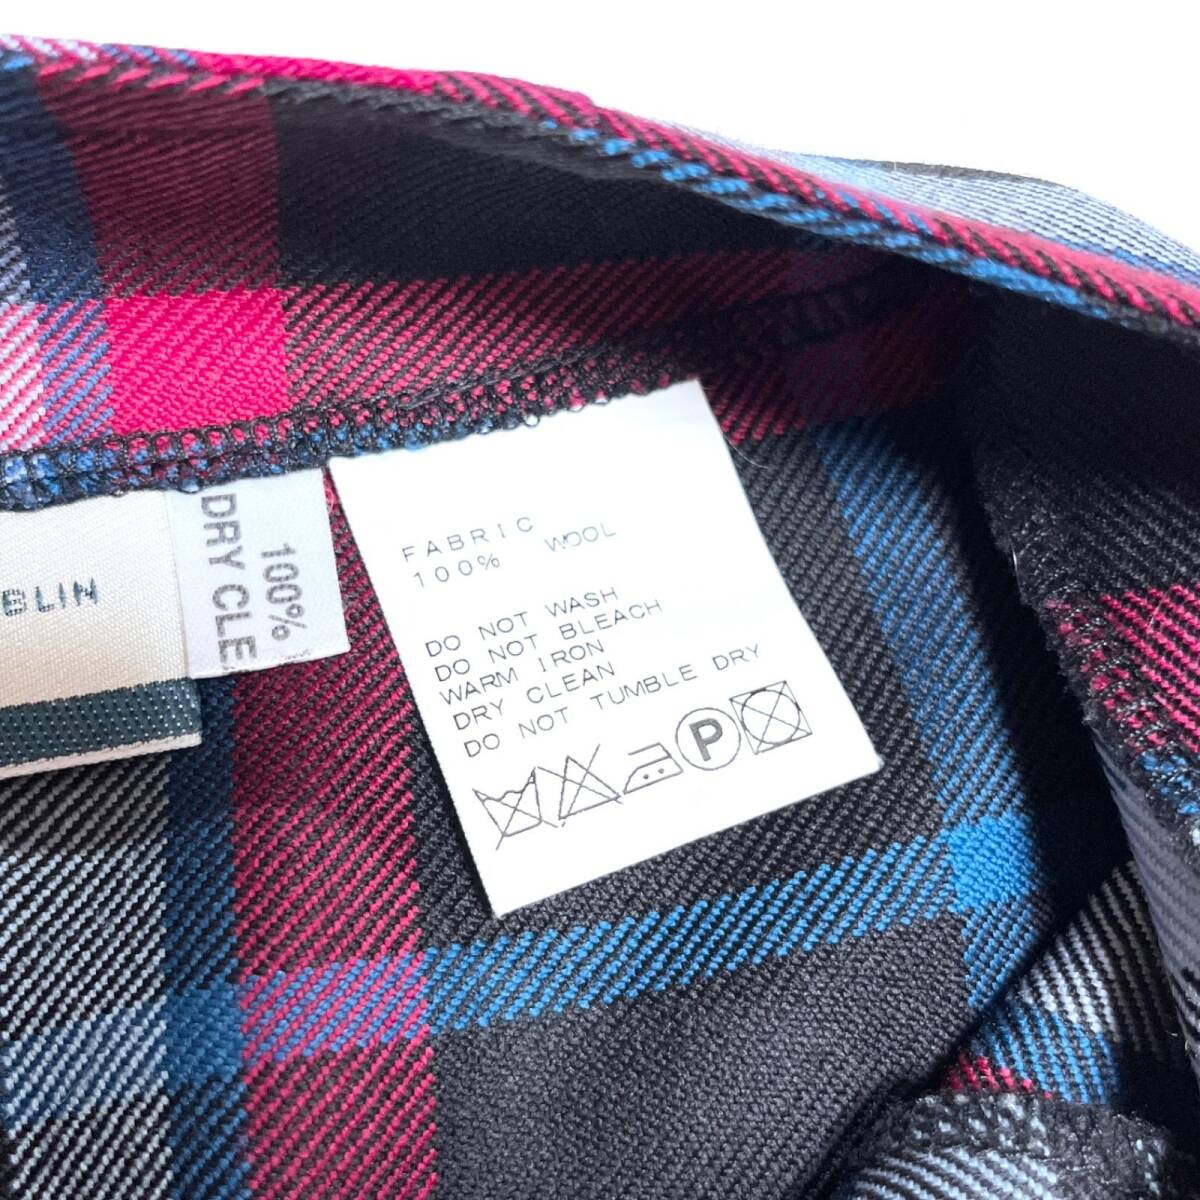 BLIN
100%
DRY CLE
FABRIC
100% WOOL
DO NOT WASH
DO NOT BLEACH
WARM IRON
DRY CLEAN
DO NOT TUMBLE DRY
P